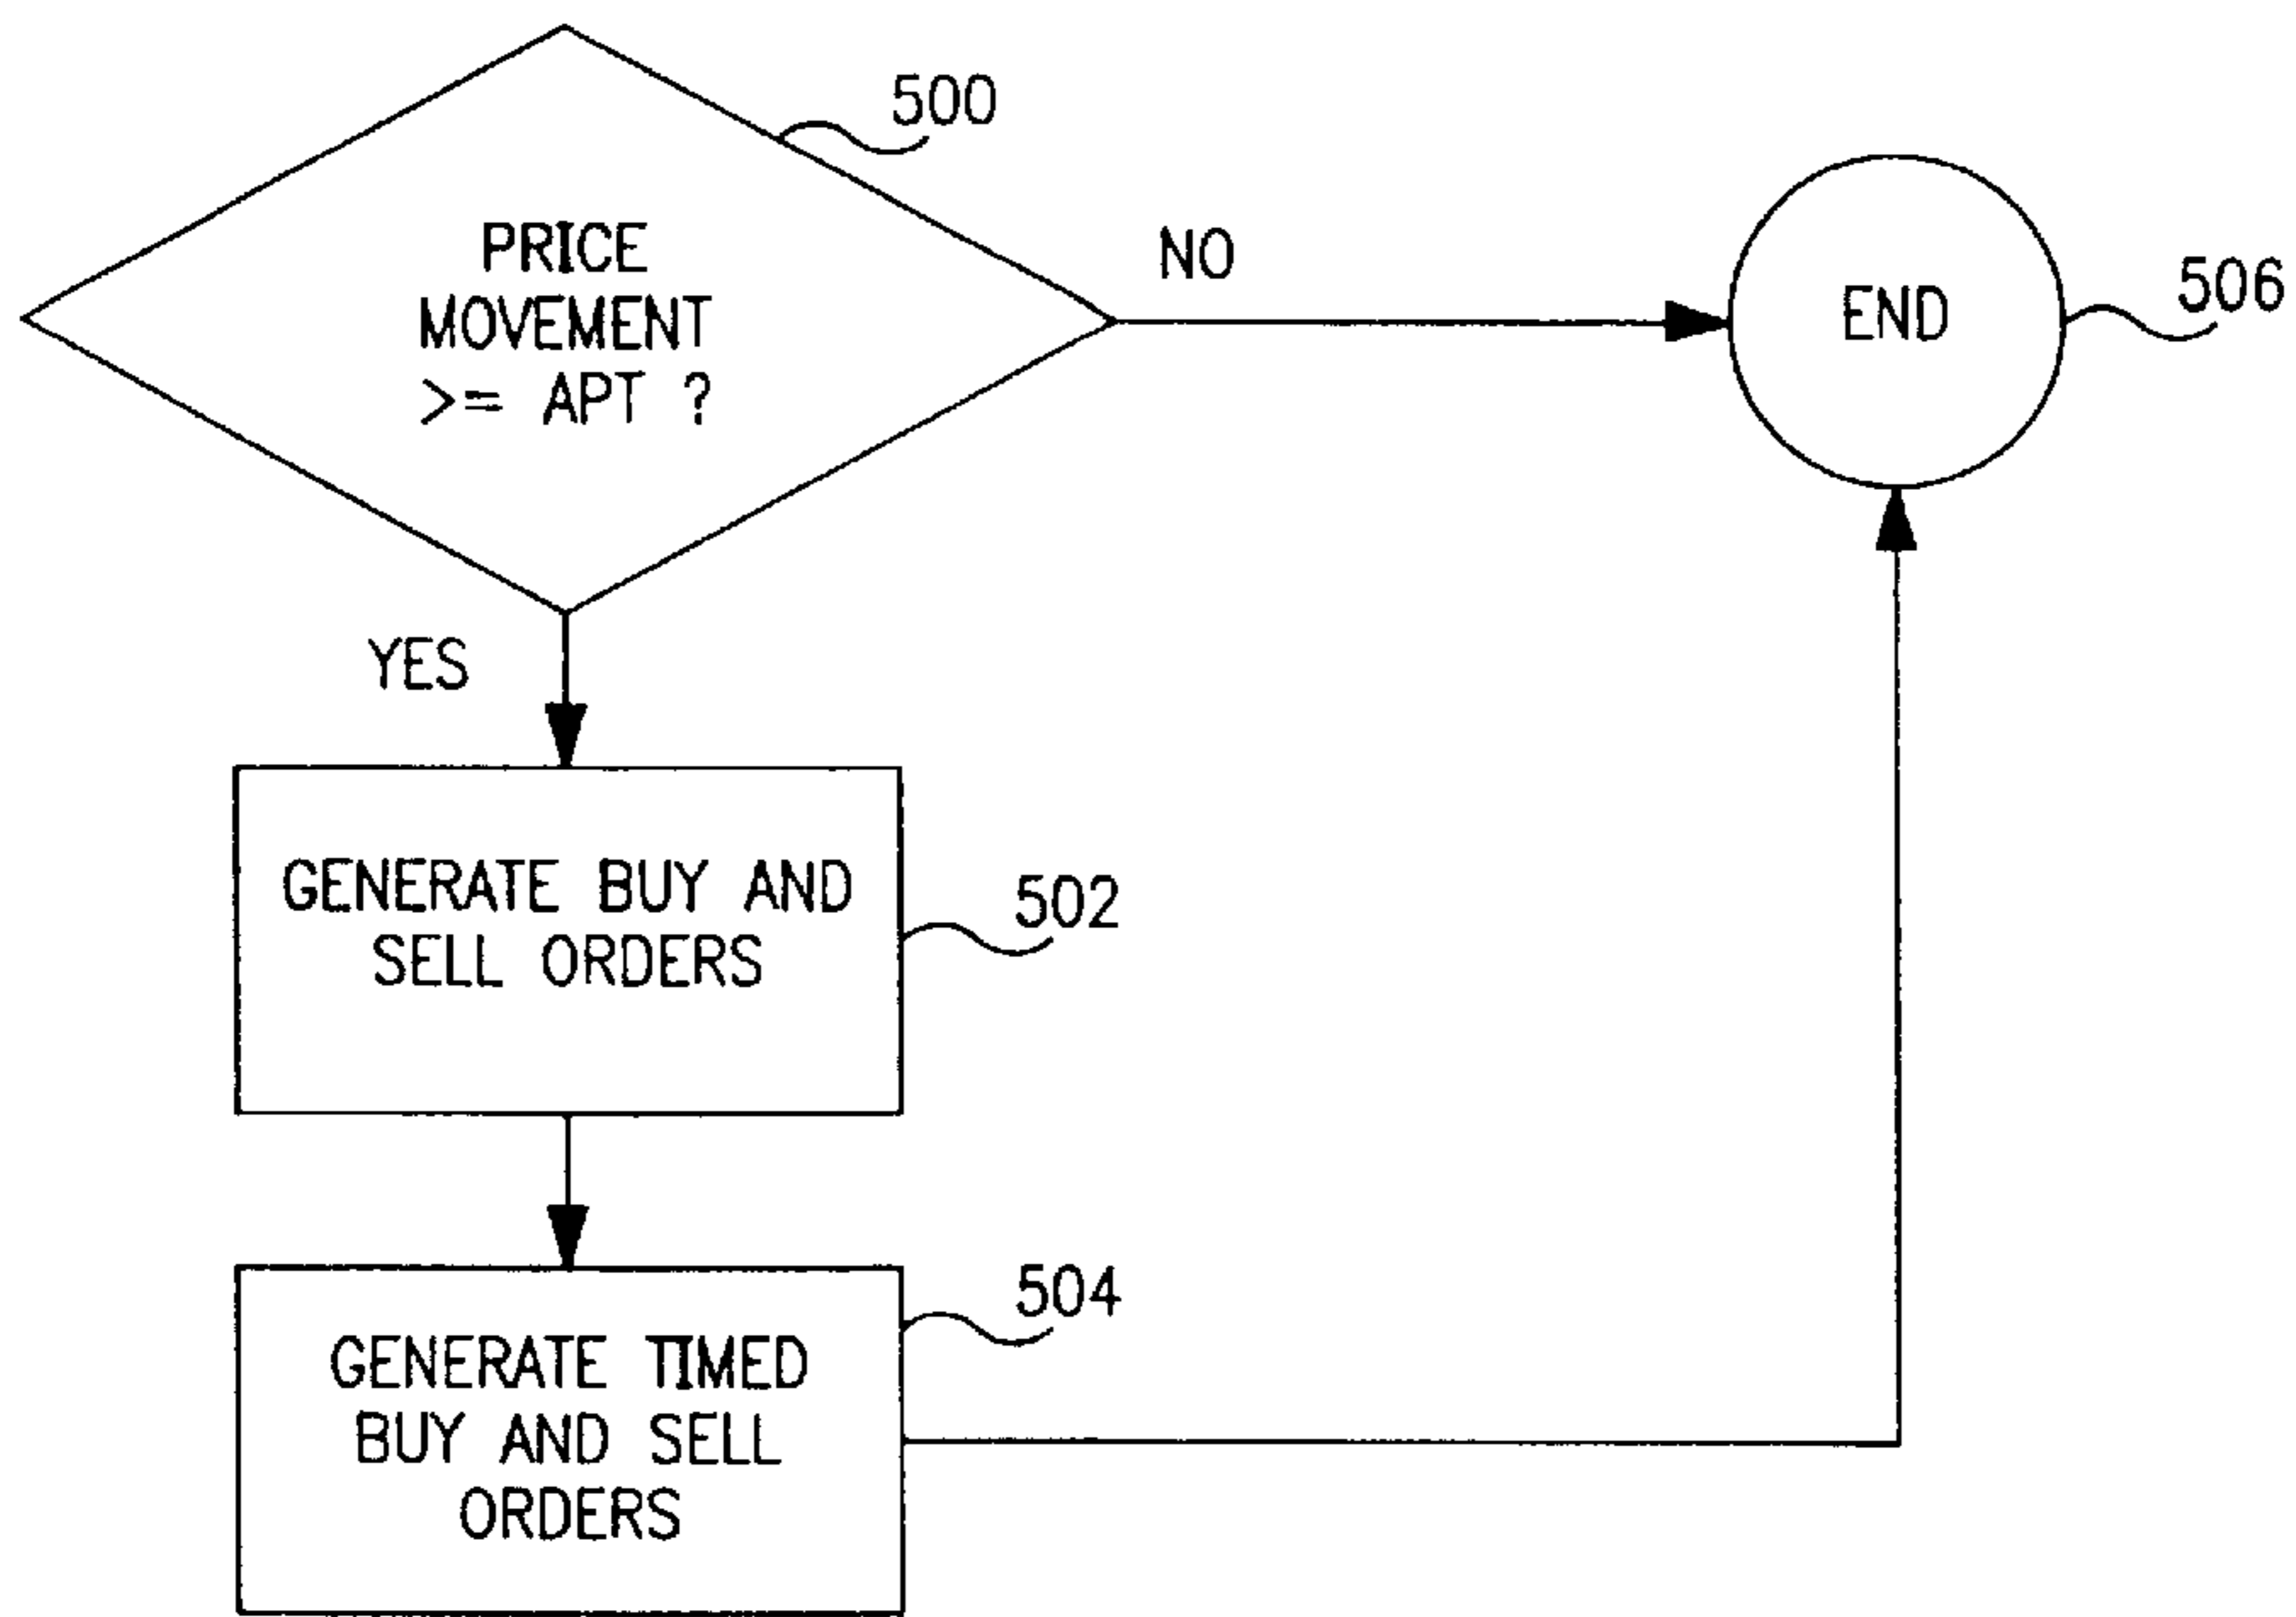 500
PRICE
MOVEMENT
>= APT ?
NO
END
506
YES
GENERATE BUY AND
SELL ORDERS
502
504
GENERATE TIMED
BUY AND SELL
ORDERS